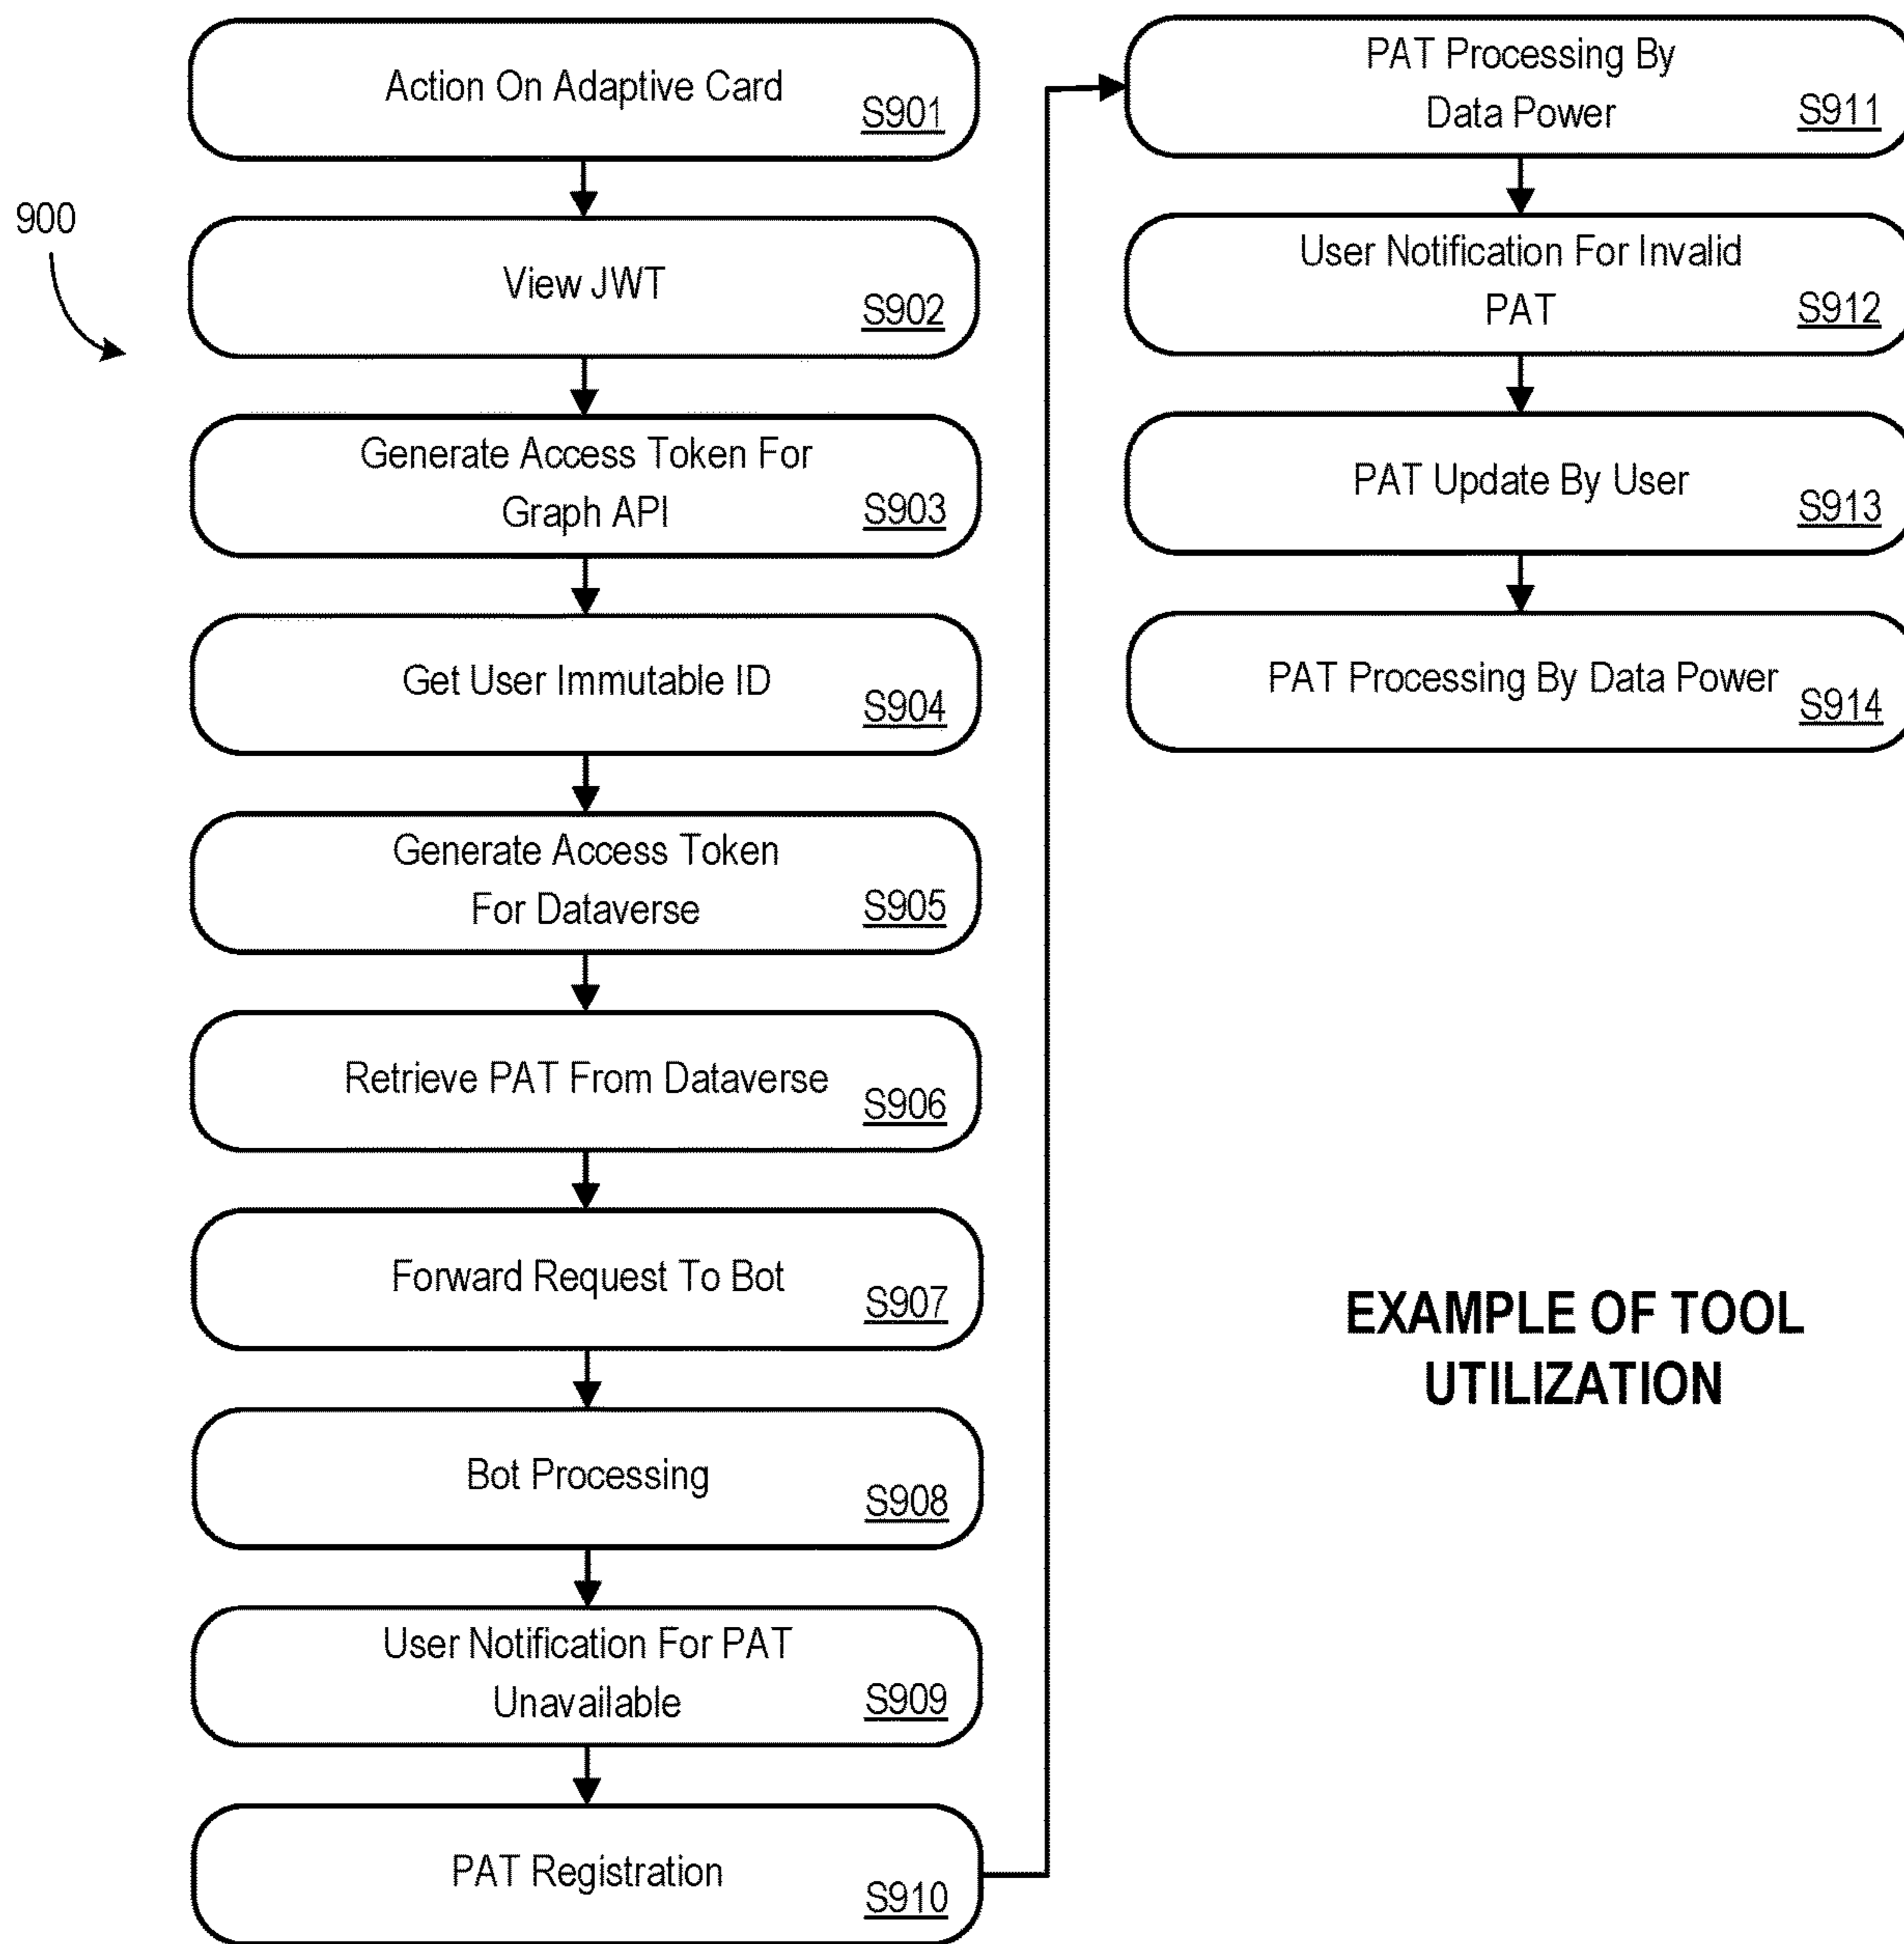 900
Action On Adaptive Card
S901
View JWT
S902
Generate Access Token For
Graph API
S903
Get User Immutable ID
S904
Generate Access Token
For Dataverse
S905
Retrieve PAT From Dataverse
S906
Forward Request To Bot
S907
Bot Processing
S908
User Notification For PAT
Unavailable
S909
PAT Registration
S910
PAT Processing By
Data Power
S911
User Notification For Invalid
PAT
S912
PAT Update By User
S913
PAT Processing By Data Power
S914
EXAMPLE OF TOOL
UTILIZATION